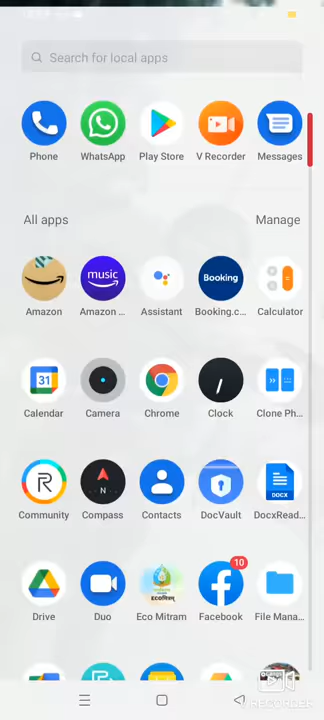 Search for local apps
Phone WhatsApp Play Store V Recorder Messages
All apps Manage
music Booking
Amazon Amazon ... Assistant Booking.c... Calculator
31
Calendar Camera Chrome Clone Ph... Clock
N DOCX
Community Compass Contacts DocVault DocxRead...
10
Drive Duo Eco Mitram Facebook File Mana...
V RECORDER